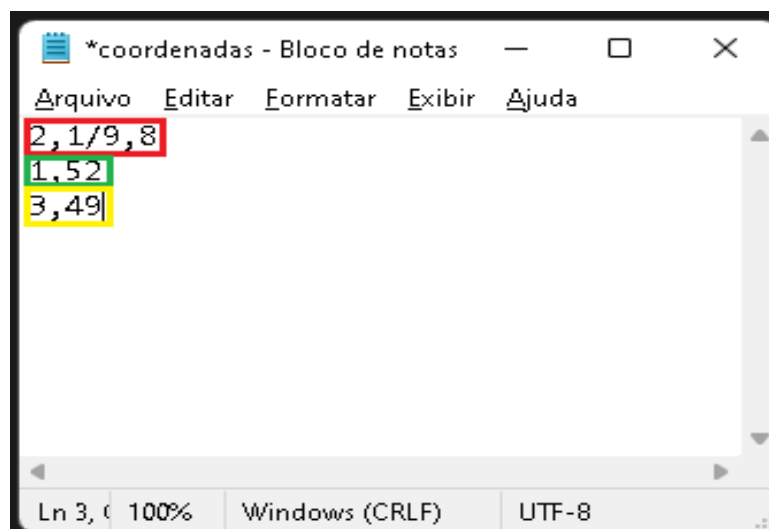 *coordenadas - Bloco de notas
Arquivo Editar Formatar Exibir Ajuda
2,1/9,8
1,52
3,49
Ln 3, 100% Windows (CRLF) UTF-8